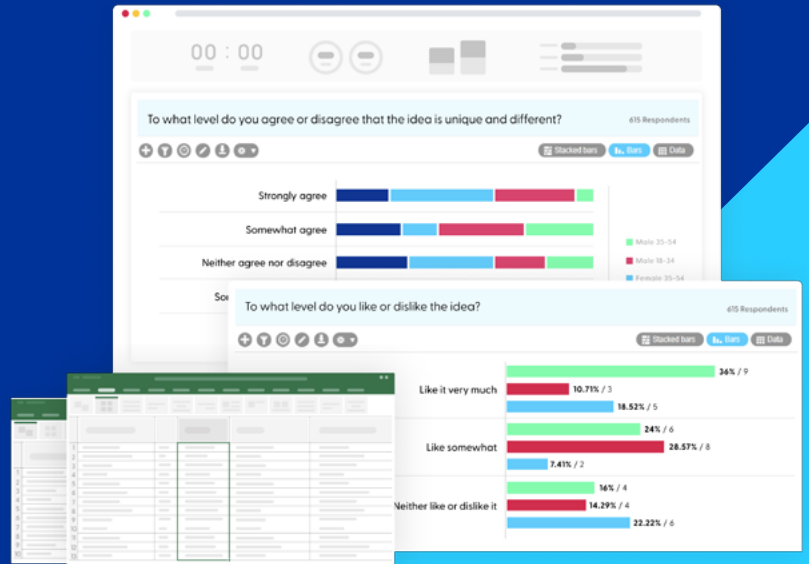 00 : 00
To what level do you agree or disagree that the idea is unique and different?
615 Respondents
Stacked bars
Bars
Data
Strongly agree
Somewhat agree
Neither agree nor disagree
Male 35-54
Male 18-34
Female 35-54
To what level do you like or dislike the idea?
615 Respondents
Stacked bars
Bars
Data
Like it very much
36% / 9
10.71% / 3
18.52% / 5
Like somewhat
24% / 6
28.57% / 8
7.41% / 2
Neither like or dislike it
16% / 4
14.29% / 4
22.22% / 6